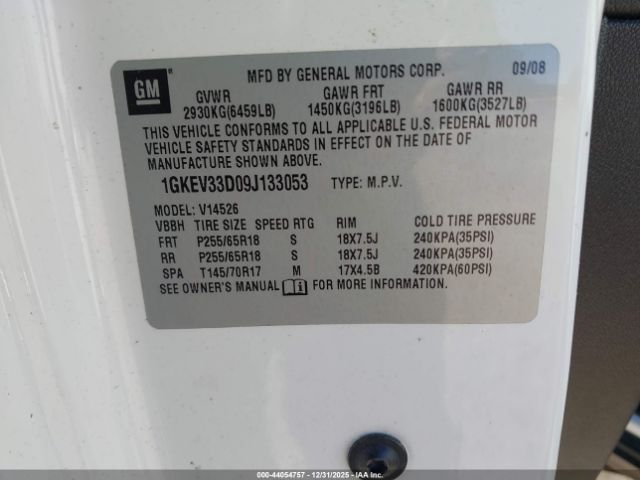 GM
MFD BY GENERAL MOTORS CORP. 09/08
GVWR GAWR FRT GAWR RR
2930KG(6459LB) 1450KG(3196LB) 1600KG(3527LB)
THIS VEHICLE CONFORMS TO ALL APPLICABLE U.S. FEDERAL MOTOR
VEHICLE SAFETY STANDARDS IN EFFECT ON THE DATE OF
MANUFACTURE SHOWN ABOVE.
1GKEV33D09J133053 TYPE: M.P.V.
MODEL: V14526
VBBH TIRE SIZE SPEED RTG RIM COLD TIRE PRESSURE
FRT P255/65R18 S 18X7.5J 240KPA(35PSI)
RR P255/65R18 S 18X7.5J 240KPA(35PSI)
SPA T145/70R17 M 17X4.5B 420KPA(60PSI)
SEE OWNER'S MANUAL FOR MORE INFORMATION.
000-44054757 - 12/31/2025 - 000-44054757